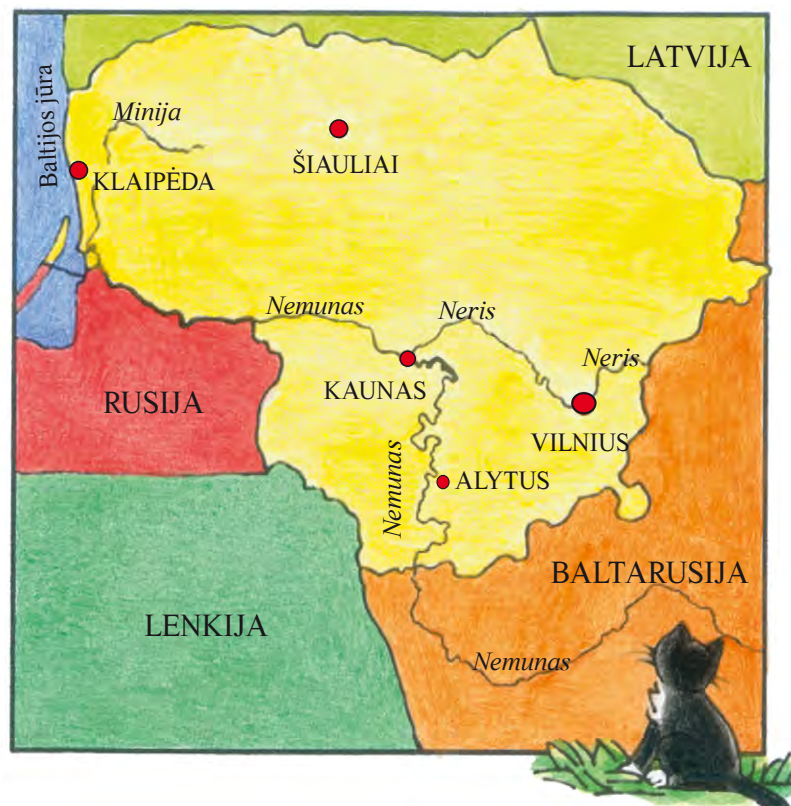 LATVIJA
Baltijos jūra
Minija
ŠIAULIAI
KLAIPĖDA
Nemunas
Neris
Neris
KAUNAS
RUSIJA
VILNIUS
Nemunas
ALYTUS
BALTARUSIJA
LENKIJA
Nemunas